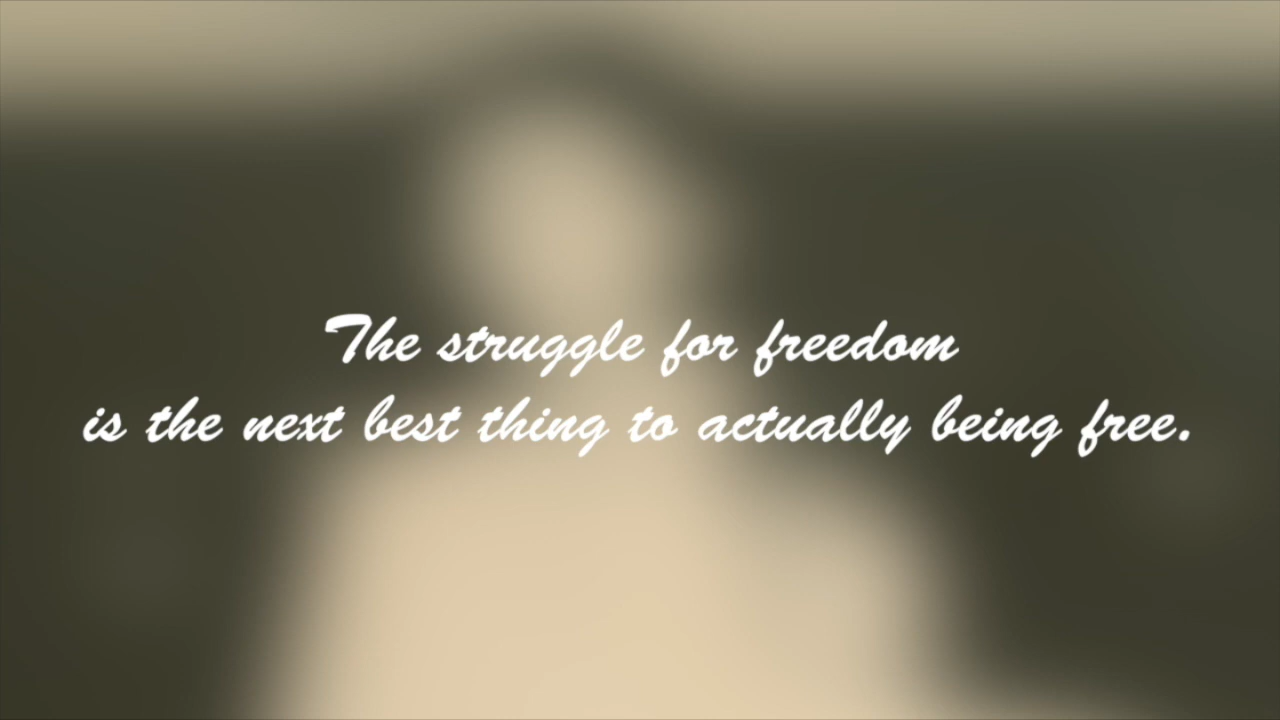 The struggle for freedom
is the next best thing to actually being free.